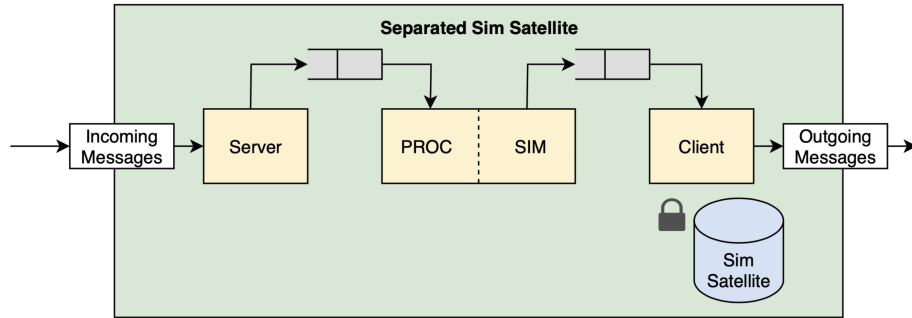 Separated Sim Satellite
Incoming
Messages
Server
PROC
SIM
Client
Outgoing
Messages
Sim
Satellite